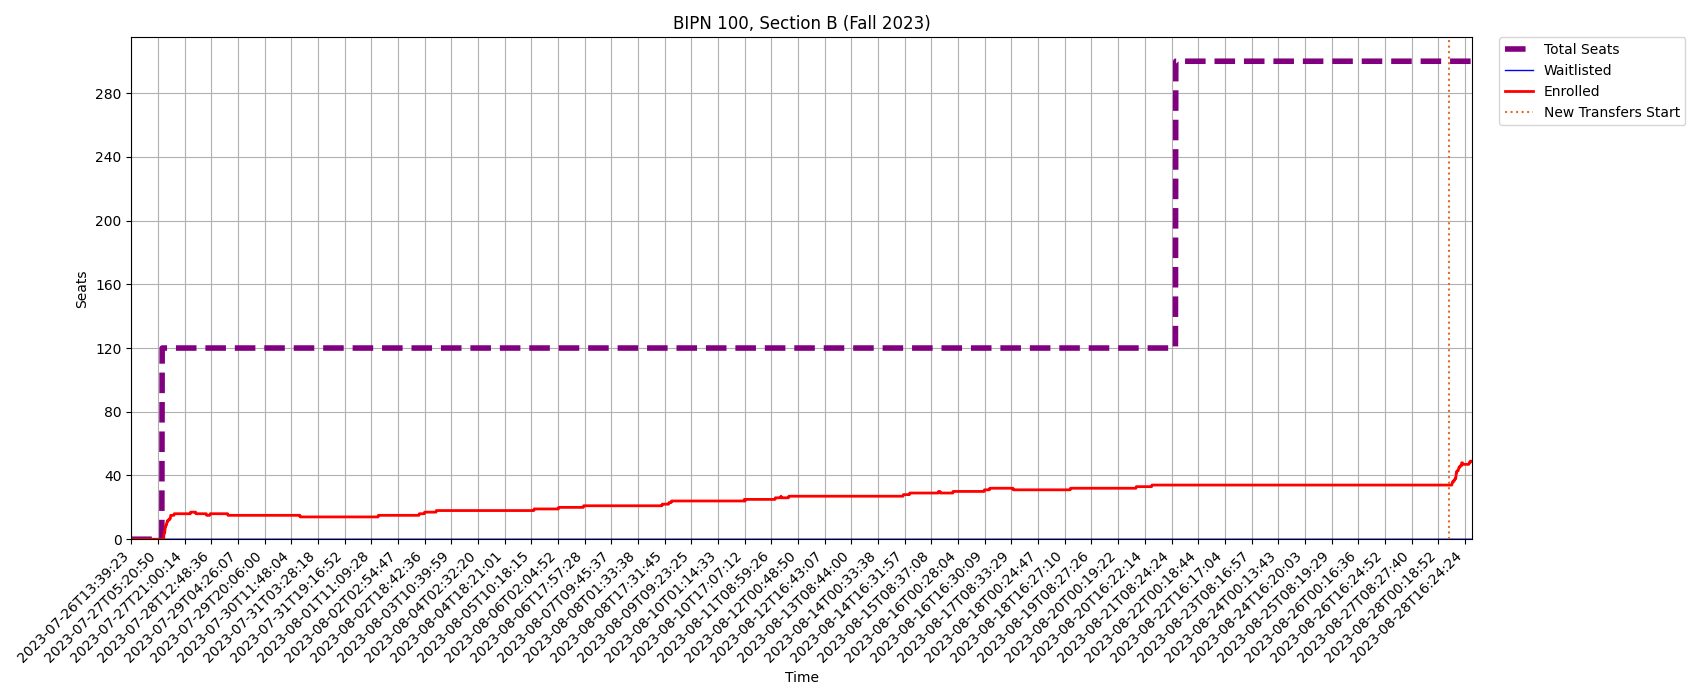 BIPN 100, Section B (Fall 2023)
Total Seats
Waitlisted
Enrolled
New Transfers Start
Seats
280
240
200
160
120
80
40
0
2023-07-26T13:39:23
2023-07-27T05:20:50
2023-07-27T21:00:14
2023-07-28T12:48:36
2023-07-29T04:26:07
2023-07-29T20:06:00
2023-07-30T11:48:04
2023-07-31T03:28:18
2023-07-31T19:16:52
2023-08-01T11:09:28
2023-08-02T02:54:47
2023-08-02T18:42:36
2023-08-03T10:39:59
2023-08-04T02:32:20
2023-08-04T18:21:01
2023-08-05T10:18:15
2023-08-06T02:04:52
2023-08-06T17:57:28
2023-08-07T09:45:37
2023-08-08T01:33:38
2023-08-08T17:31:45
2023-08-09T09:23:25
2023-08-10T01:14:33
2023-08-10T17:07:12
2023-08-11T08:59:26
2023-08-12T00:48:50
2023-08-12T16:43:07
2023-08-13T08:44:00
2023-08-14T00:33:38
2023-08-14T16:31:57
2023-08-15T08:37:08
2023-08-16T00:28:04
2023-08-16T16:30:09
2023-08-17T08:33:29
2023-08-18T00:24:47
2023-08-18T16:27:10
2023-08-19T08:27:26
2023-08-20T00:19:22
2023-08-20T16:22:14
2023-08-21T08:24:24
2023-08-22T00:18:44
2023-08-22T16:17:04
2023-08-23T08:16:57
2023-08-24T00:13:43
2023-08-24T16:20:03
2023-08-25T08:19:29
2023-08-26T00:16:36
2023-08-26T16:24:52
2023-08-27T08:27:40
2023-08-28T00:18:52
2023-08-28T16:24:24
Time